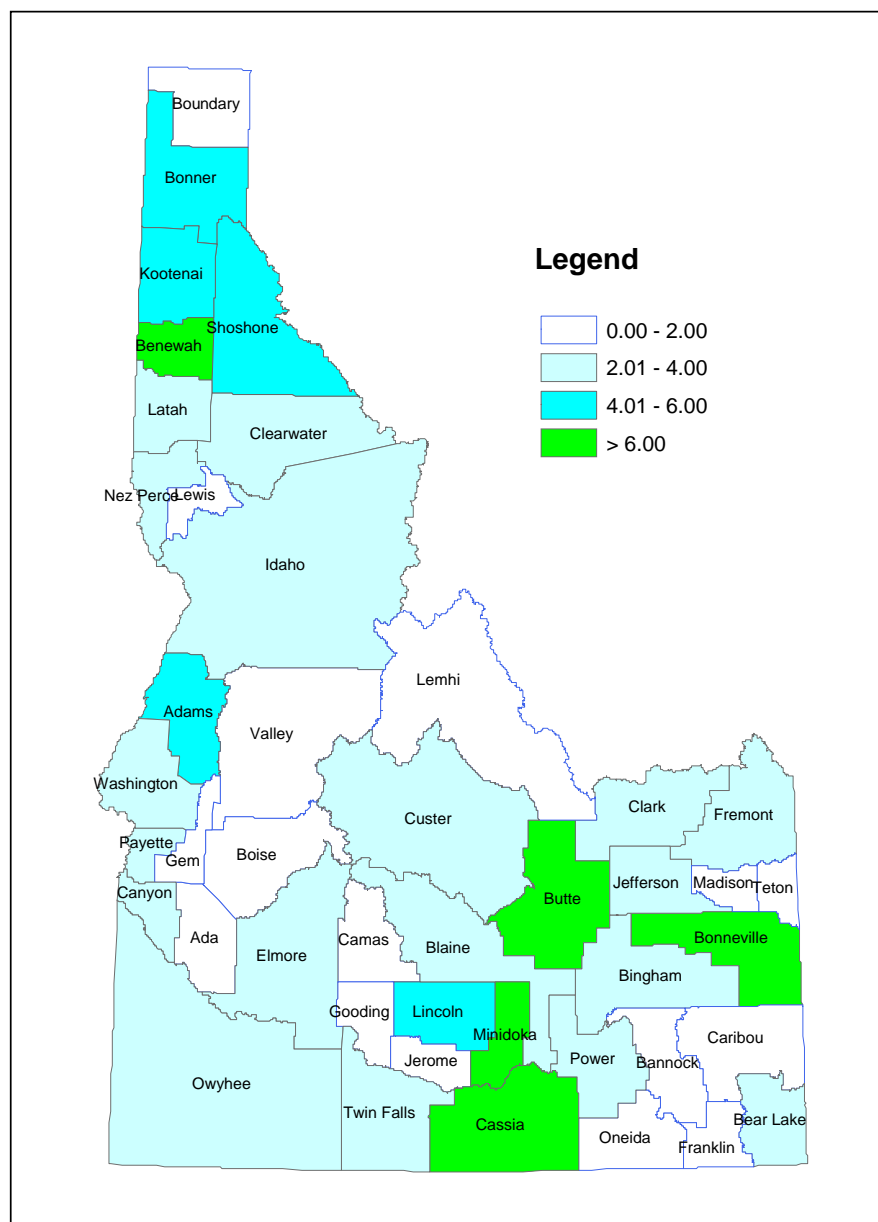 Boundary
Bonner
Legend
Kootenai
0.00 - 2.00
Shoshone
Benewah
2.01 - 4.00
4.01 - 6.00
Latah
Clearwater
> 6.00
Nez Perce
Lewis
Idaho
Lemhi
Adams
Valley
Washington
Custer
Clark
Fremont
Payette
Gem
Boise
Canyon
Butte
Jefferson
Madison
Teton
Ada
Camas
Blaine
Bonneville
Elmore
Bingham
Gooding
Lincoln
Minidoka
Caribou
Jerome
Power
Bannock
Owyhee
Twin Falls
Cassia
Oneida
Franklin
Bear Lake